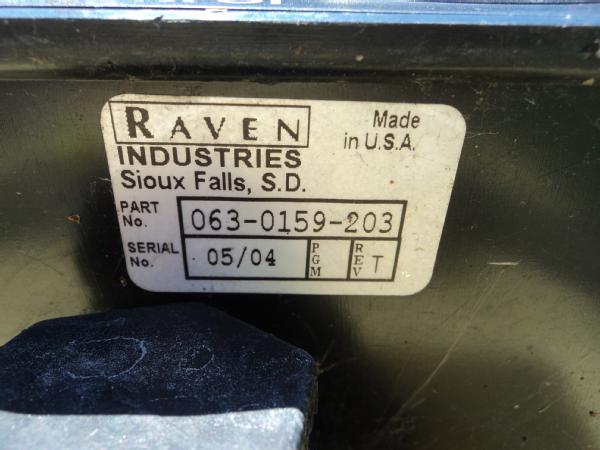 RAVEN
Made
in U.S.A.
INDUSTRIES
Sioux Falls, S.D.
PART
No.
063-0159-203
SERIAL
No.
05/04
PGM
REV
T